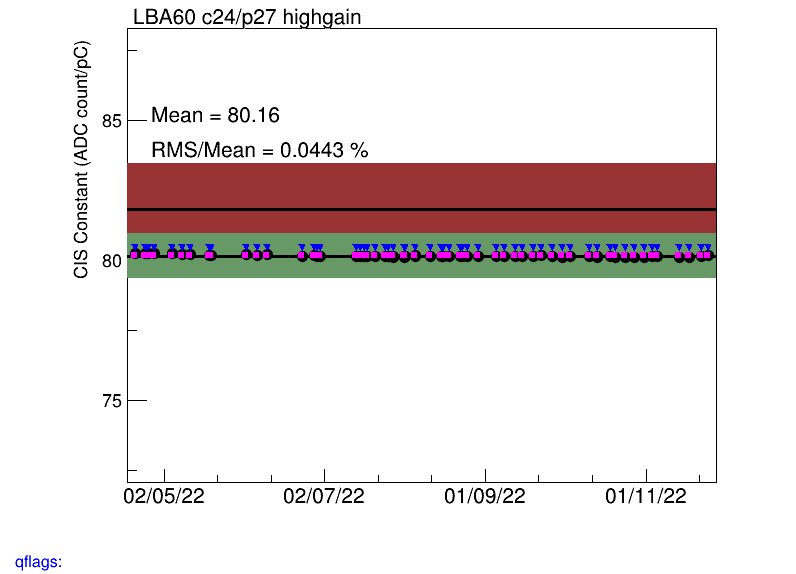 LBA60 c24/p27 highgain
CIS Constant (ADC count/pC)
Mean = 80.16
RMS/Mean = 0.0443 %
85
80
75
02/05/22
02/07/22
01/09/22
01/11/22
qflags: